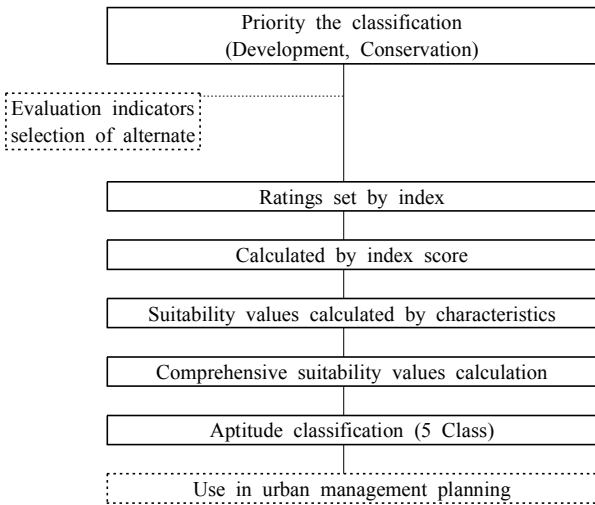 Priority the classification
(Development, Conservation)
Evaluation indicators
selection of alternate
Ratings set by index
Calculated by index score
Suitability values calculated by characteristics
Comprehensive suitability values calculation
Aptitude classification (5 Class)
Use in urban management planning